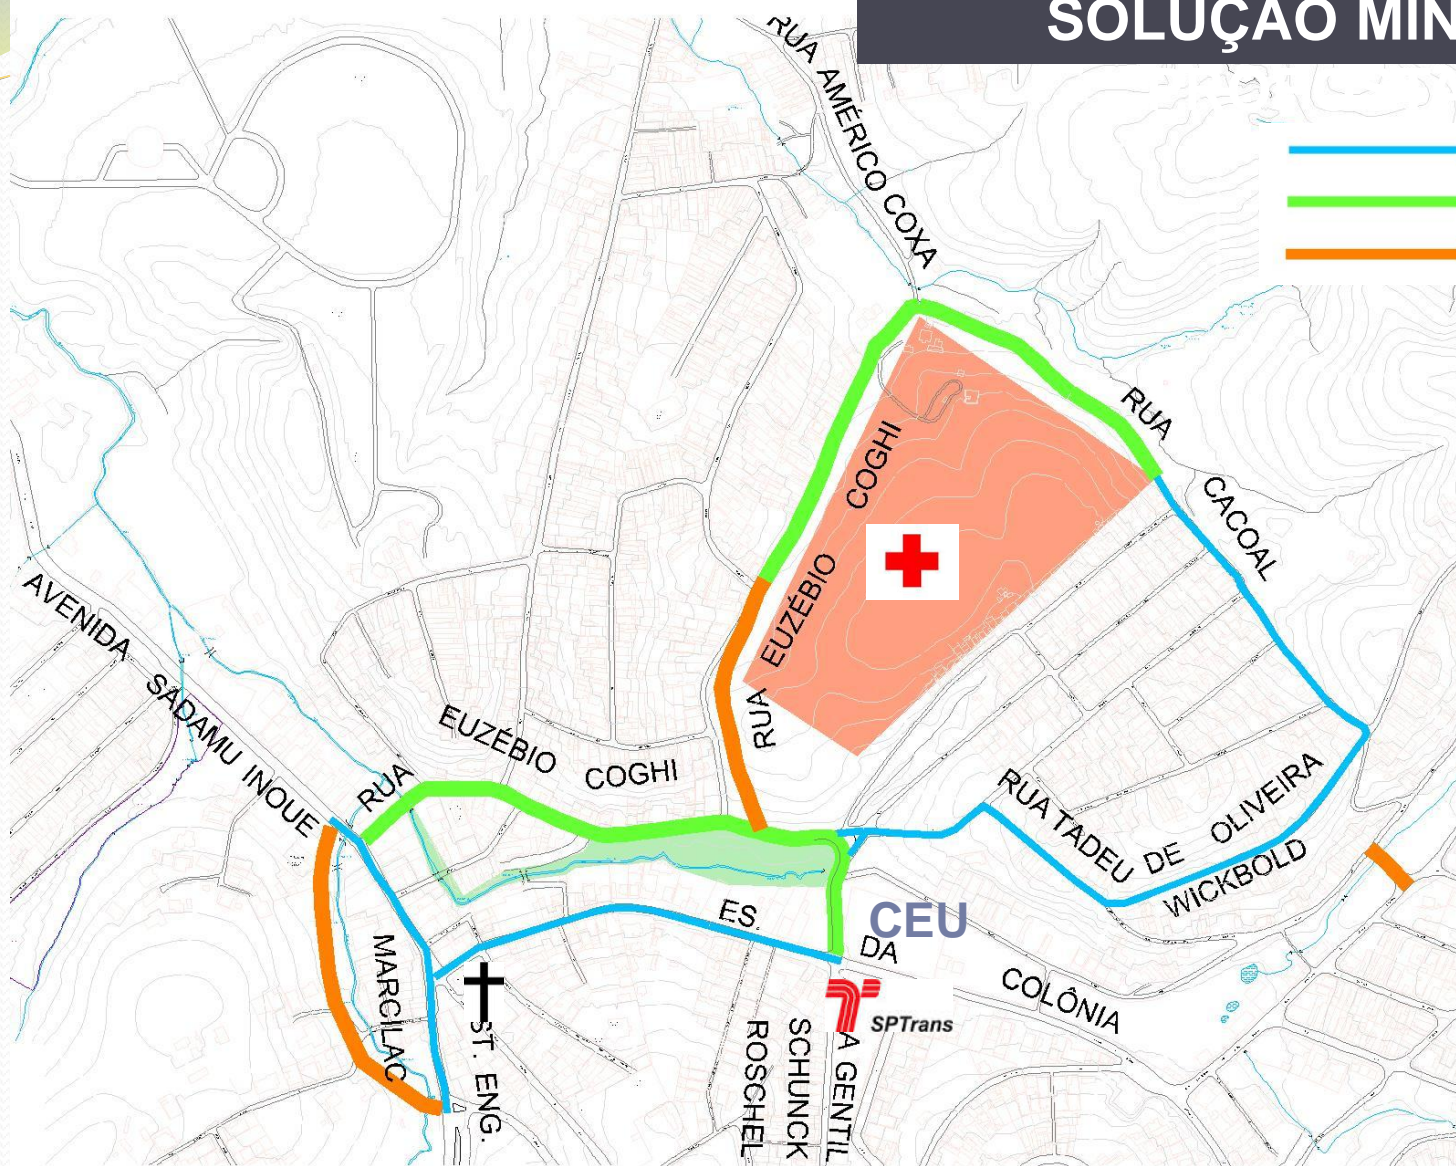 SOLUÇÃO MIN
RUA AMÉRICO COXA
RUA
CACOAL
COGHI
EUZÉBIO
RUA
AVENIDA
SADAMU INOUE
RUA
EUZÉBIO
COGHI
RUA TADEU
DE
OLIVEIRA
WICKBOLD
ES.
CEU
DA
COLÔNIA
MARCILAC
ST. ENG.
SPTrans
ROSCHEL
SCHUNCK
A GENTIL